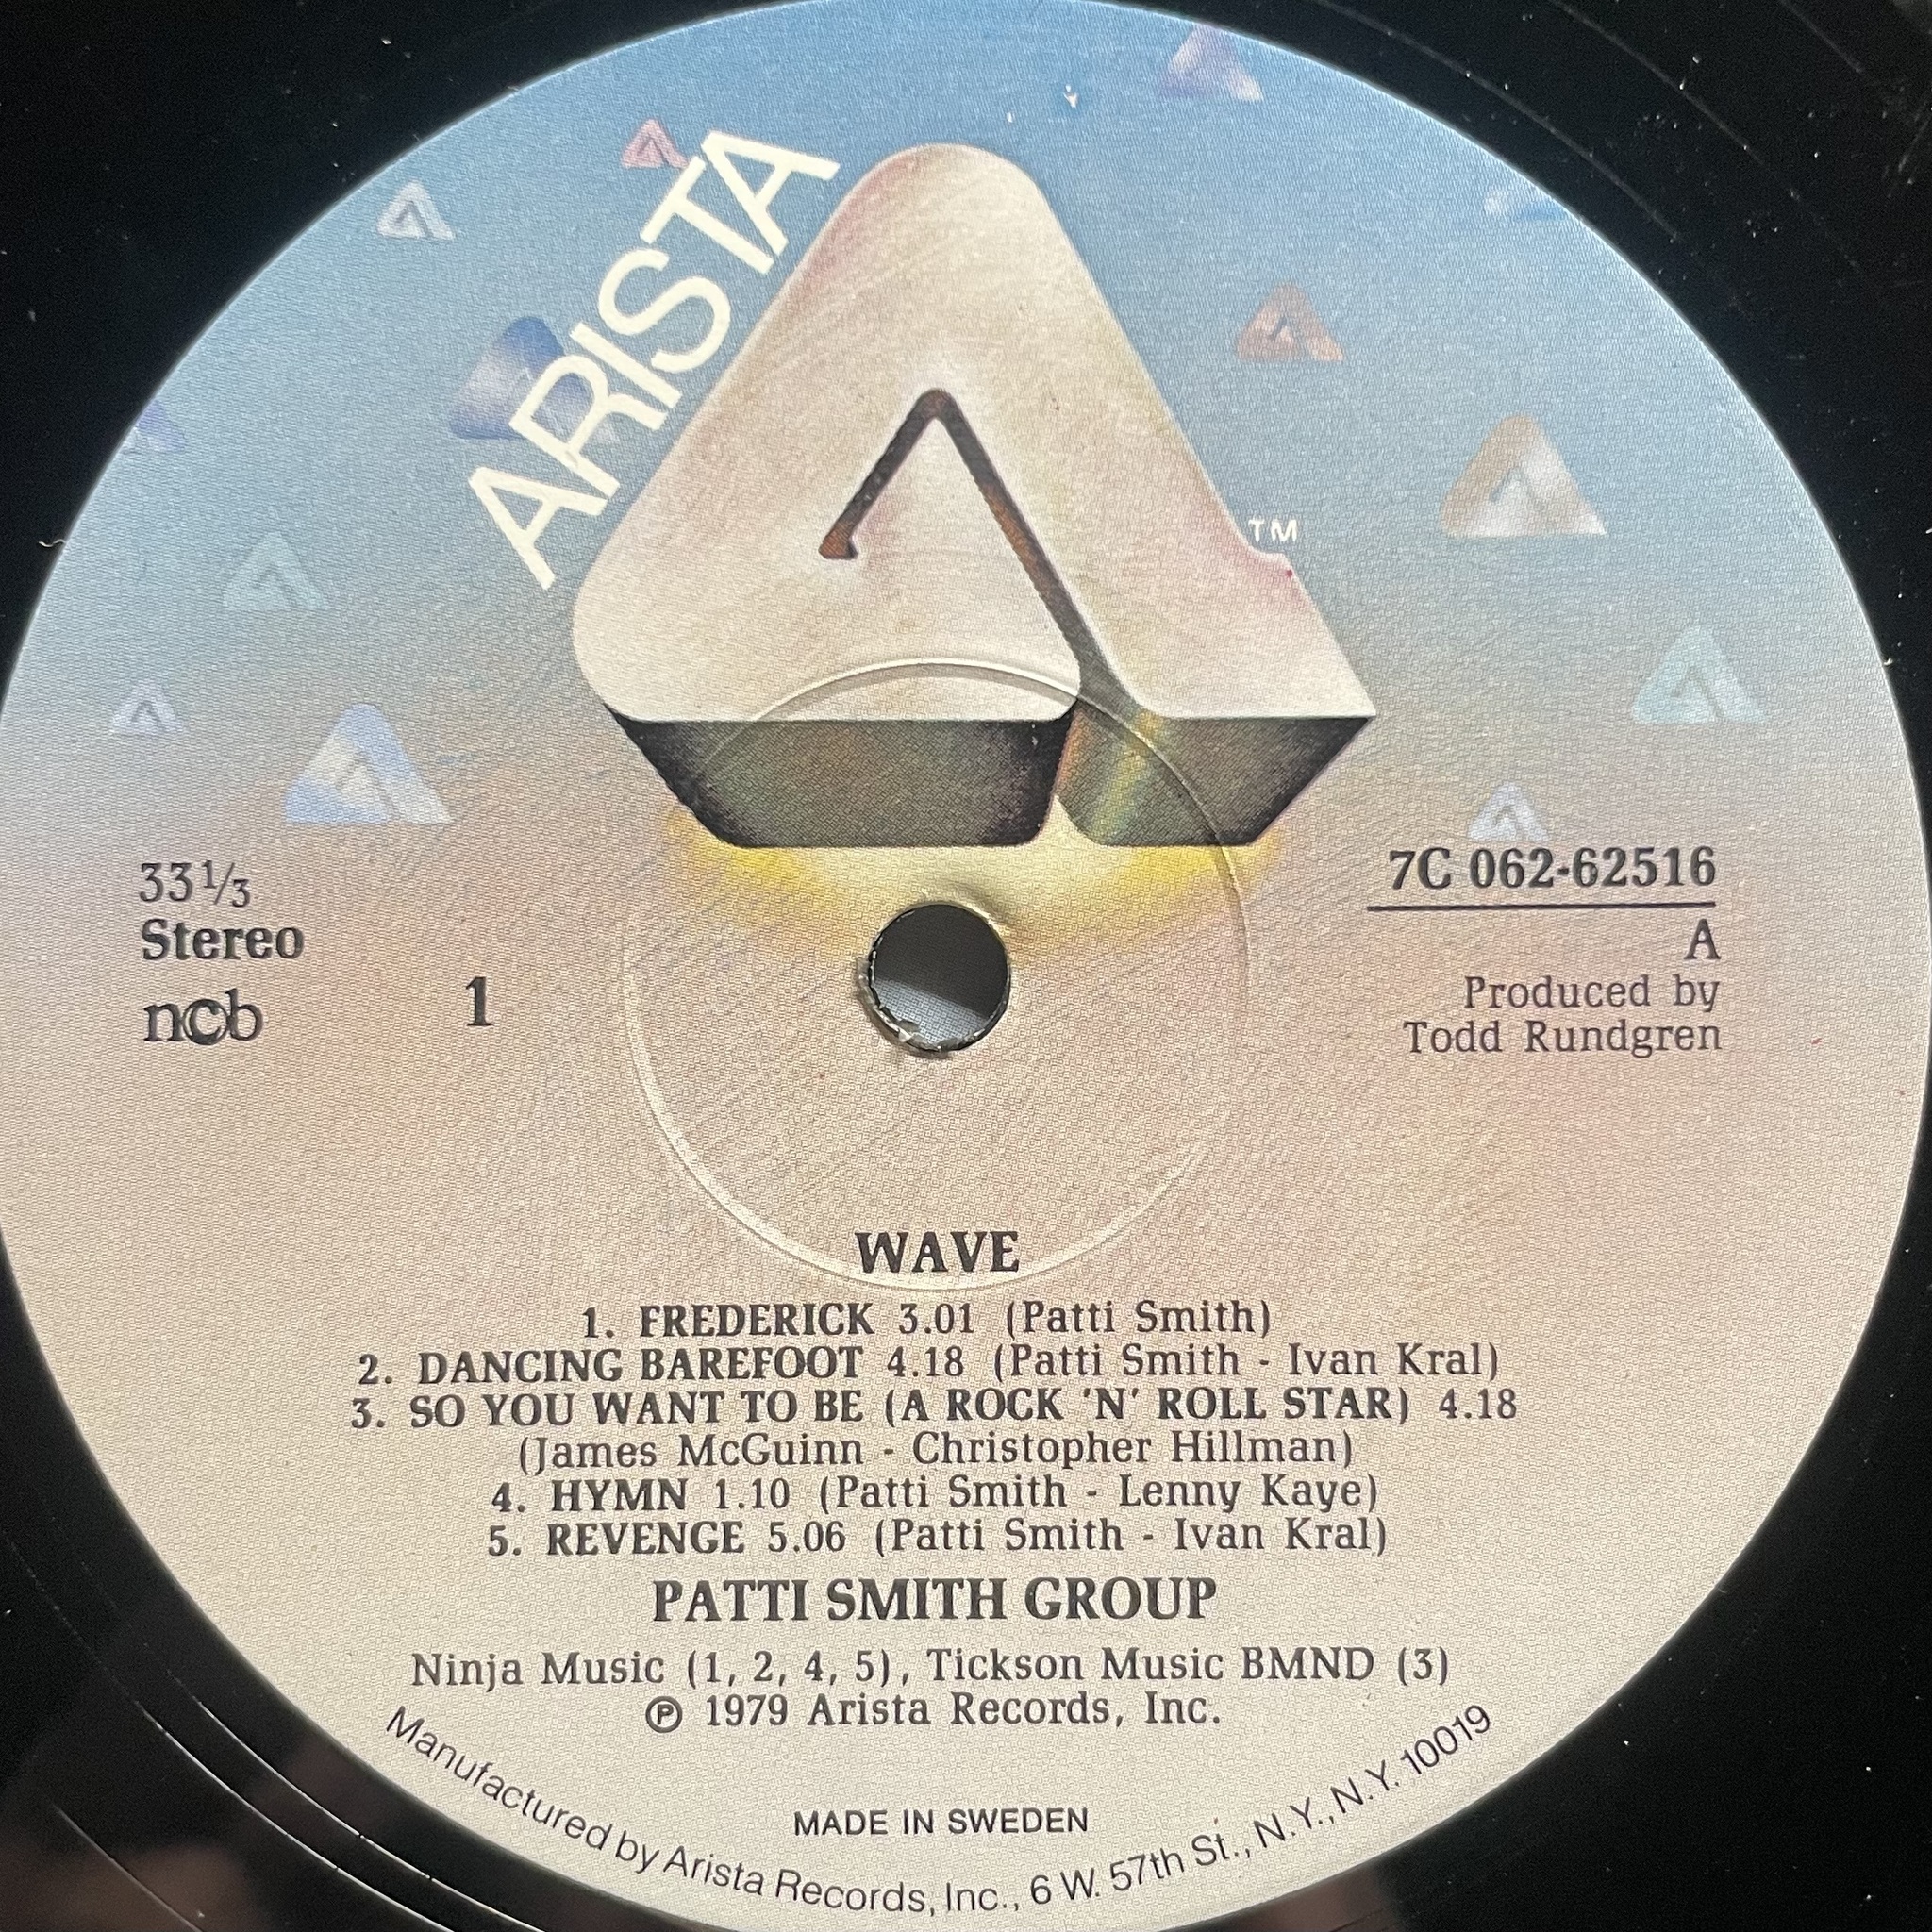 ARISTA
TM
33 1/3
Stereo
ncb
1
7C 062-62516
A
Produced by
Todd Rundgren
WAVE
1. FREDERICK 3.01 (Patti Smith)
2. DANCING BAREFOOT 4.18 (Patti Smith - Ivan Kral)
3. SO YOU WANT TO BE (A ROCK 'N' ROLL STAR) 4.18
(James McGuinn - Christopher Hillman)
4. HYMN 1.10 (Patti Smith - Lenny Kaye)
5. REVENGE 5.06 (Patti Smith - Ivan Kral)
PATTI SMITH GROUP
Ninja Music (1, 2, 4, 5), Tickson Music BMND (3)
℗ 1979 Arista Records, Inc.
MADE IN SWEDEN
Manufactured by Arista Records, Inc., 6 W. 57th St., N.Y., N.Y. 10019